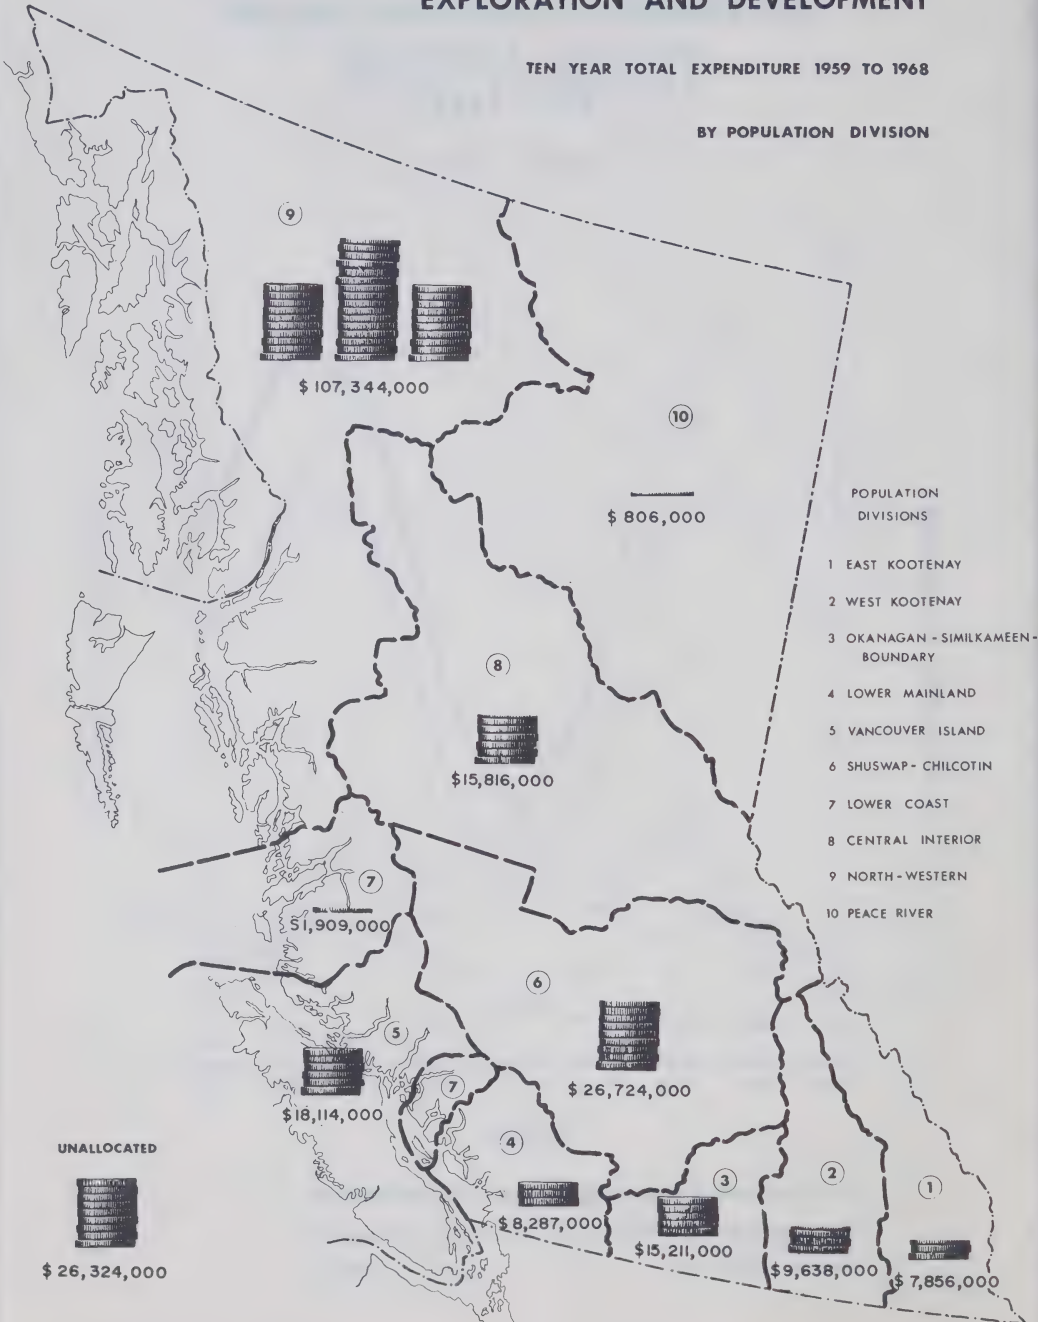 EXPLORATION AND DEVELOPMENT
TEN YEAR TOTAL EXPENDITURE 1959 TO 1968
BY POPULATION DIVISION
9
$ 107,344,000
10
$ 806,000
POPULATION
DIVISIONS
1 EAST KOOTENAY
2 WEST KOOTENAY
3 OKANAGAN - SIMILKAMEEN-
BOUNDARY
4 LOWER MAINLAND
5 VANCOUVER ISLAND
6 SHUSWAP - CHILCOTIN
7 LOWER COAST
8 CENTRAL INTERIOR
9 NORTH-WESTERN
10 PEACE RIVER
8
$15,816,000
7
$1,909,000
6
$ 26,724,000
5
$18,114,000
7
4
$8,287,000
3
$15,211,000
2
$9,638,000
1
$ 7,856,000
UNALLOCATED
$ 26,324,000